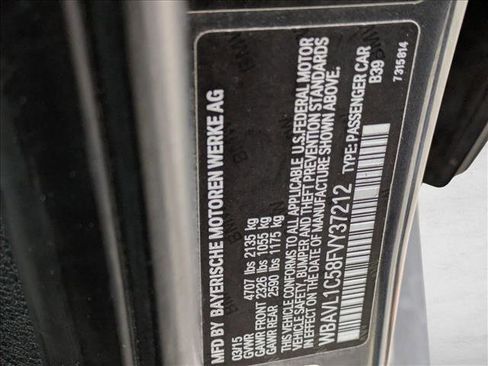 MFD BY BAYERISCHE MOTOREN WERKE AG
03/15
GVWR 4707 lbs 2135 kg
GAWR FRONT 2326 lbs 1055 kg
GAWR REAR 2590 lbs 1175 kg
THIS VEHICLE CONFORMS TO ALL APPLICABLE U.S.FEDERAL MOTOR
VEHICLE SAFETY, BUMPER AND THEFT PREVENTION STANDARDS
IN EFFECT ON THE DATE OF MANUFACTURE SHOWN ABOVE.
WBAVL1C58FVY37212 TYPE: PASSENGER CAR
B39
7315814